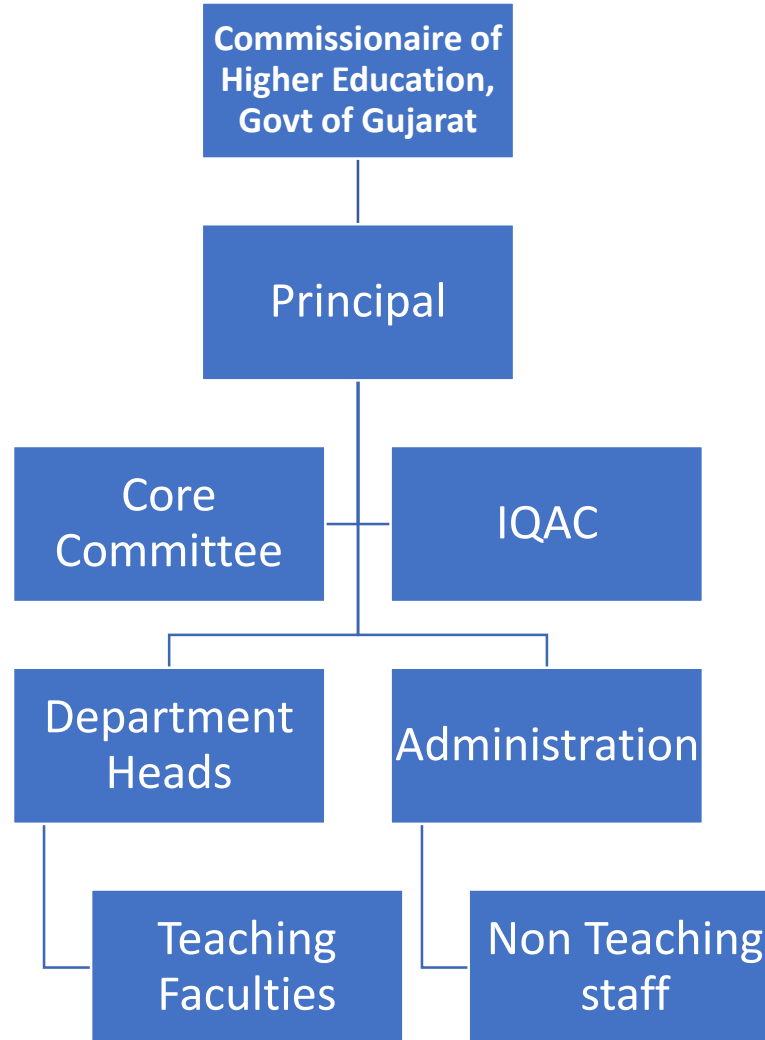 Commissionaire of
Higher Education,
Govt of Gujarat
Principal
Core
Committee
IQAC
Department
Heads
Administration
Teaching
Faculties
Non Teaching
staff